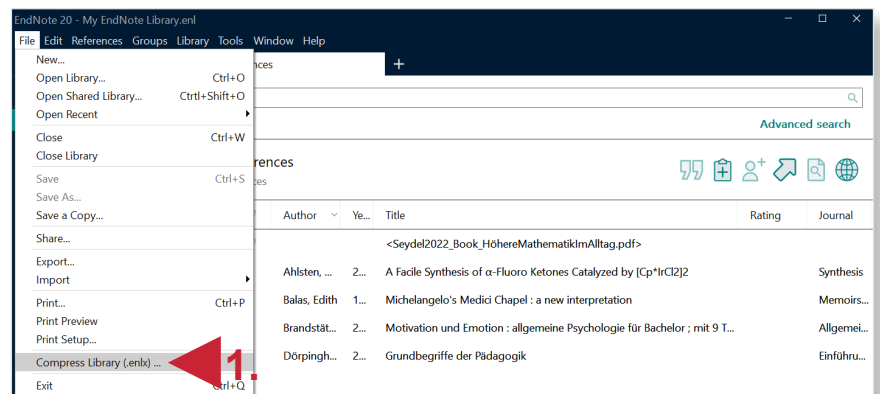 EndNote 20 - My EndNote Library.enl
File Edit References Groups Library Tools Window Help
New...
nces
Open Library... Ctrl+O
Open Shared Library... Ctrtl+Shift+O
Open Recent
Advanced search
Close Ctrl+W
Close Library
rences
Save Ctrl+S
ces
Save As...
Save a Copy...
Author Ye... Title Rating Journal
Share...
<Seydel2022_Book_HöhereMathematikImAlltag.pdf>
Export...
Import
Ahlsten, ... 2... A Facile Synthesis of α-Fluoro Ketones Catalyzed by [Cp*IrCl2]2 Synthesis
Print... Ctrl+P
Balas, Edith 1... Michelangelo's Medici Chapel : a new interpretation Memoirs...
Print Preview
Brandstät... 2... Motivation und Emotion : allgemeine Psychologie für Bachelor ; mit 9 T... Allgemei...
Print Setup...
Compress Library (.enlx) ... 1.
Dörpingh... 2... Grundbegriffe der Pädagogik Einführu...
Exit Ctrl+Q